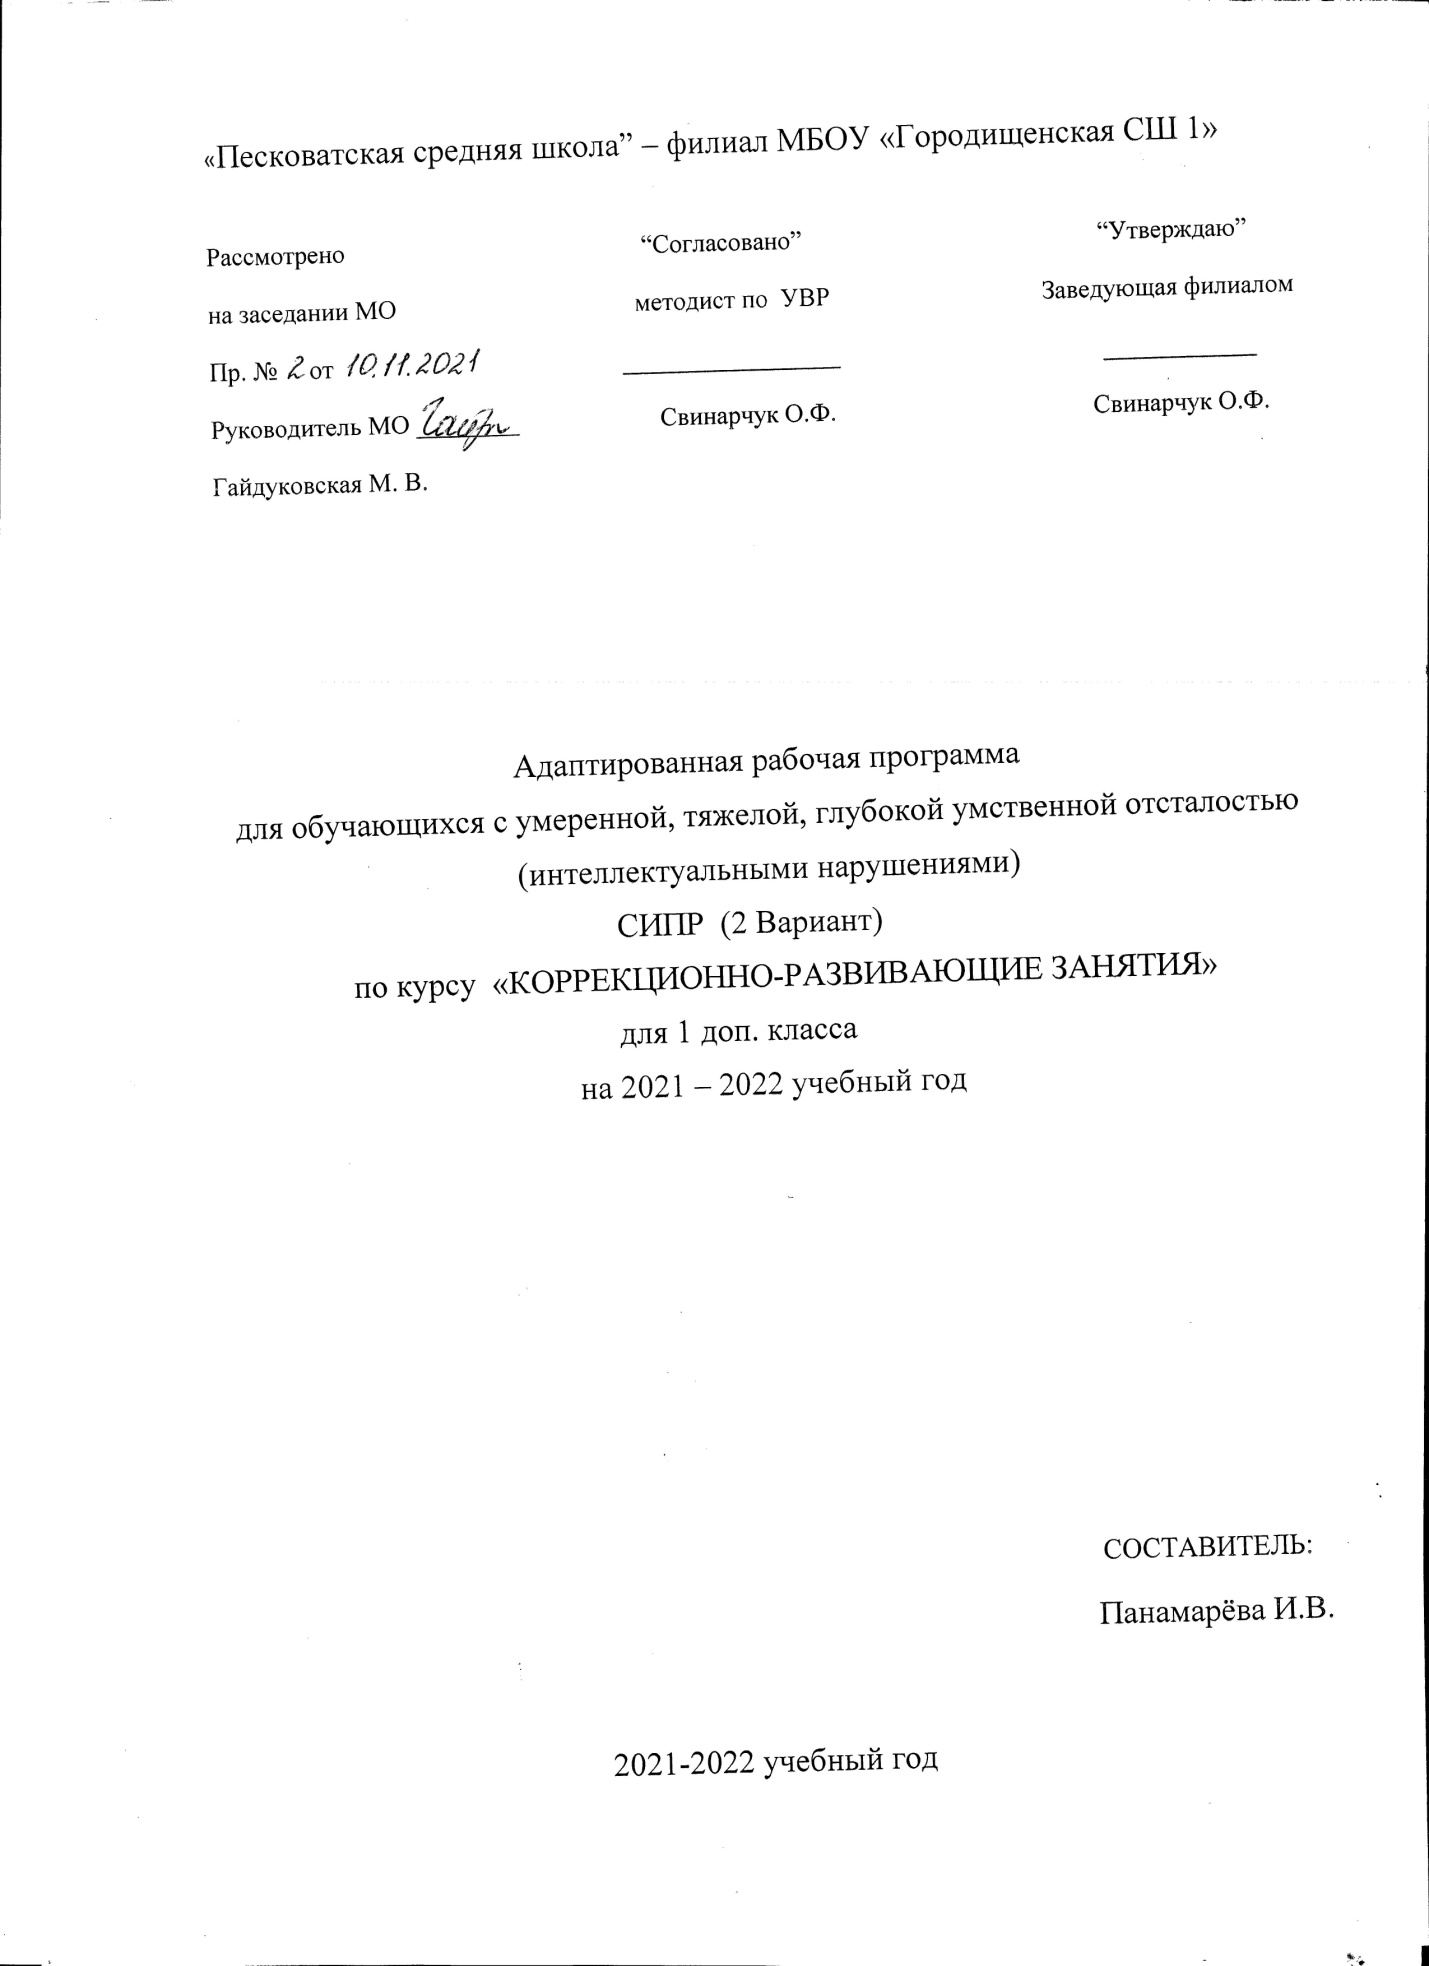 «Песковатская средняя школа” – филиал МБОУ «Городищенская СШ 1»
Рассмотрено
на заседании МО
Пр. № 2 от 10.11.2021
Руководитель МО
Гайдуковская М. В.
“Согласовано”
методист по УВР
Свинарчук О.Ф.
“Утверждаю”
Заведующая филиалом
Свинарчук О.Ф.
Адаптированная рабочая программа
для обучающихся с умеренной, тяжелой, глубокой умственной отсталостью
(интеллектуальными нарушениями)
СИПР (2 Вариант)
по курсу «КОРРЕКЦИОННО-РАЗВИВАЮЩИЕ ЗАНЯТИЯ»
для 1 доп. класса
на 2021 – 2022 учебный год
СОСТАВИТЕЛЬ:
Панамарёва И.В.
2021-2022 учебный год